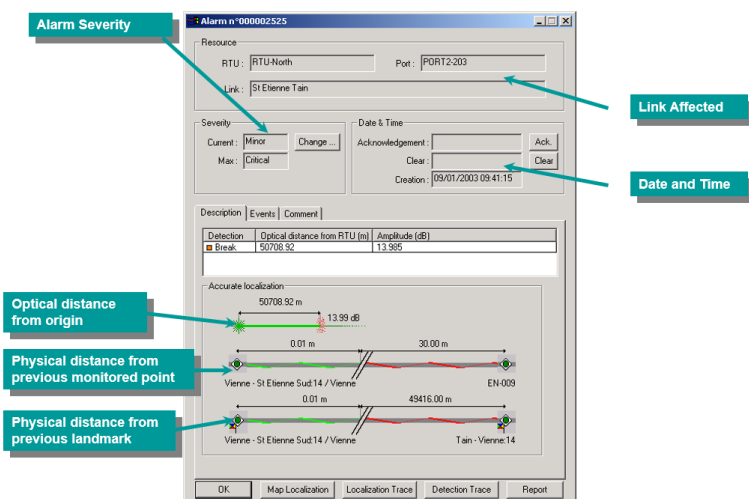 Alarm n°000002525
Alarm Severity
Resource
RTU : RTU-North Port : PORT2-203
Link : St Etienne Tain
Link Affected
Severity
Current : Minor Change ...
Max : Critical
Date & Time
Acknowledgement : Ack.
Clear : Clear
Creation : 09/01/2003 09:41:15
Date and Time
Description Events Comment
Detection Optical distance from RTU (m) Amplitude (dB)
Break 50708.92 13.985
Accurate localization
50708.92 m
13.99 dB
Optical distance
from origin
0.01 m 30.00 m
Physical distance from
previous monitored point
Vienne - St Etienne Sud:14 / Vienne EN-009
0.01 m 49416.00 m
Physical distance from
previous landmark
Vienne - St Etienne Sud:14 / Vienne Tain - Vienne:14
OK Map Localization Localization Trace Detection Trace Report